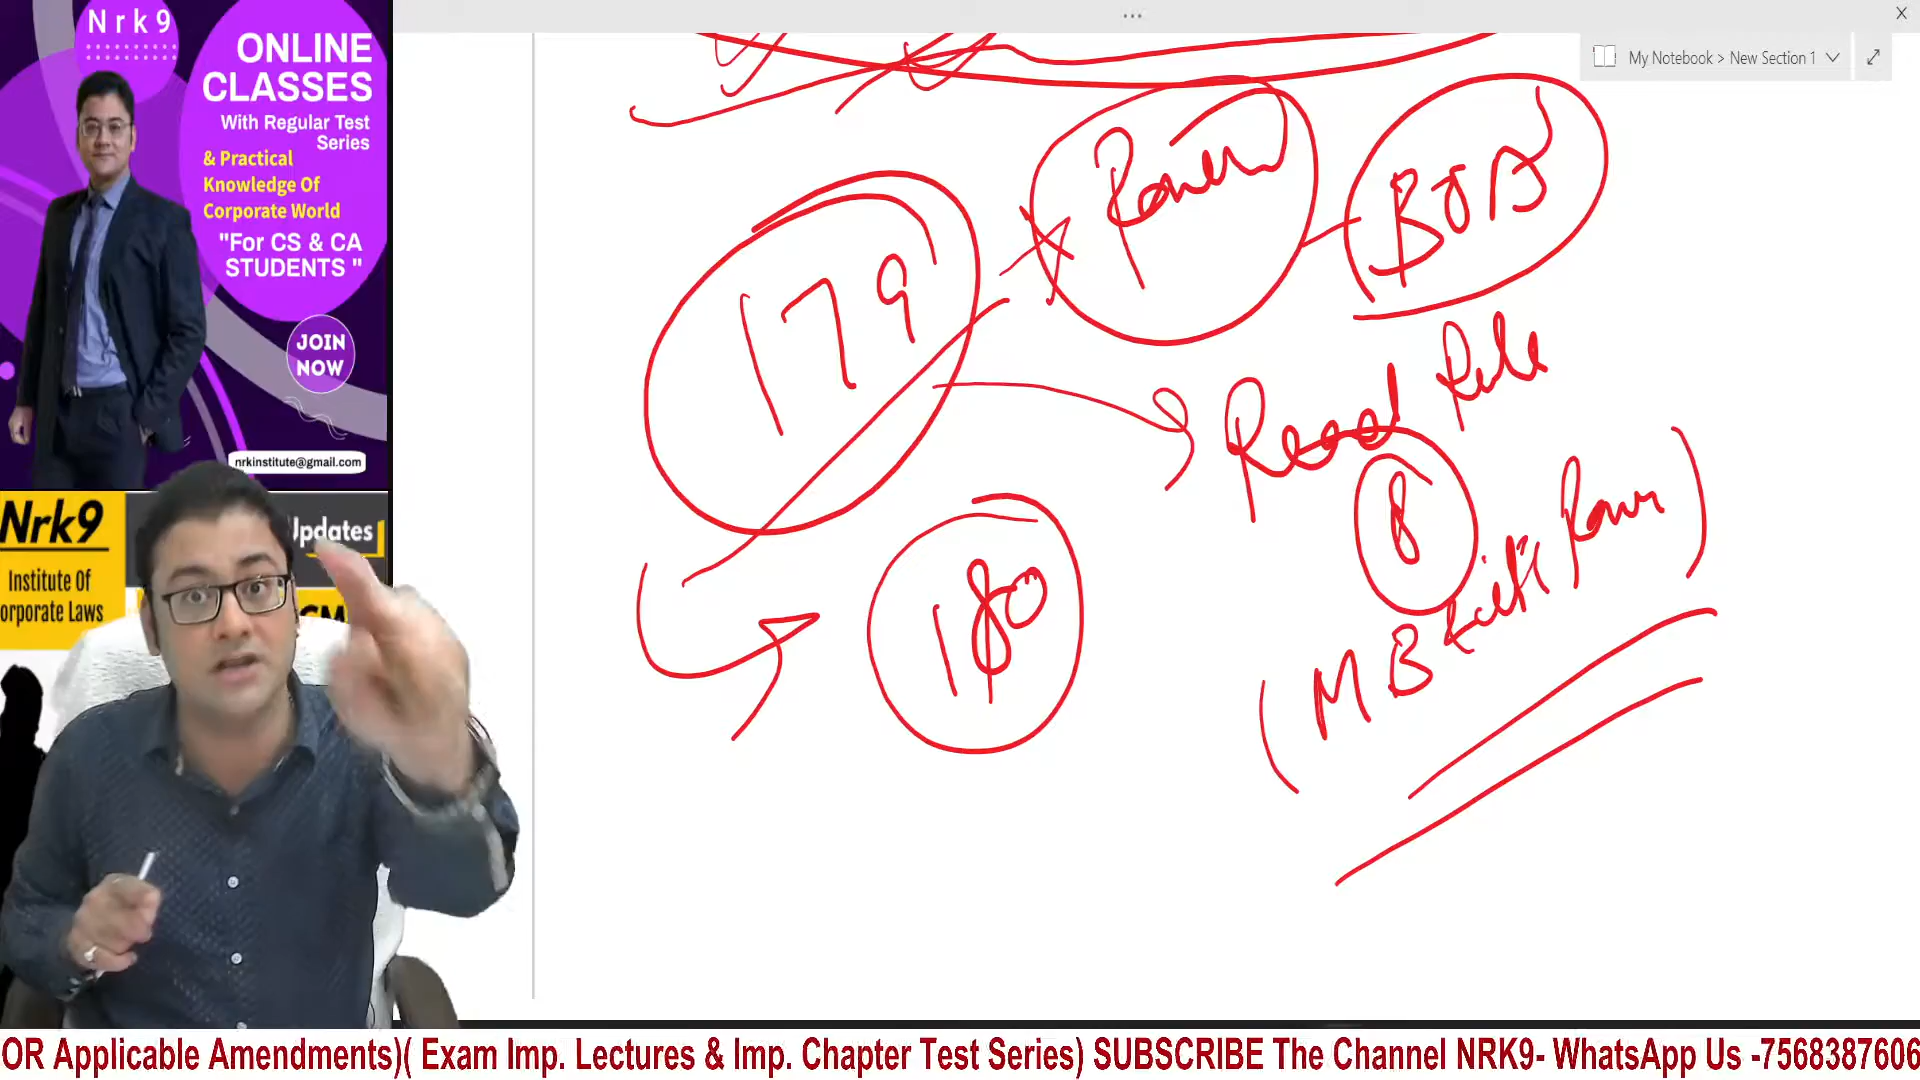 Nrk9
ONLINE
CLASSES
With Regular Test
Series
& Practical
Knowledge Of
Corporate World
"For CS & CA
STUDENTS "
JOIN
NOW
nrkinstitute@gmail.com
Nrk9
Updates
Institute Of
orporate Laws
My Notebook > New Section 1
Power
BOD
179
Read Rule
8
180
(MB Power)
OR Applicable Amendments)( Exam Imp. Lectures & Imp. Chapter Test Series) SUBSCRIBE The Channel NRK9- WhatsApp Us -7568387606